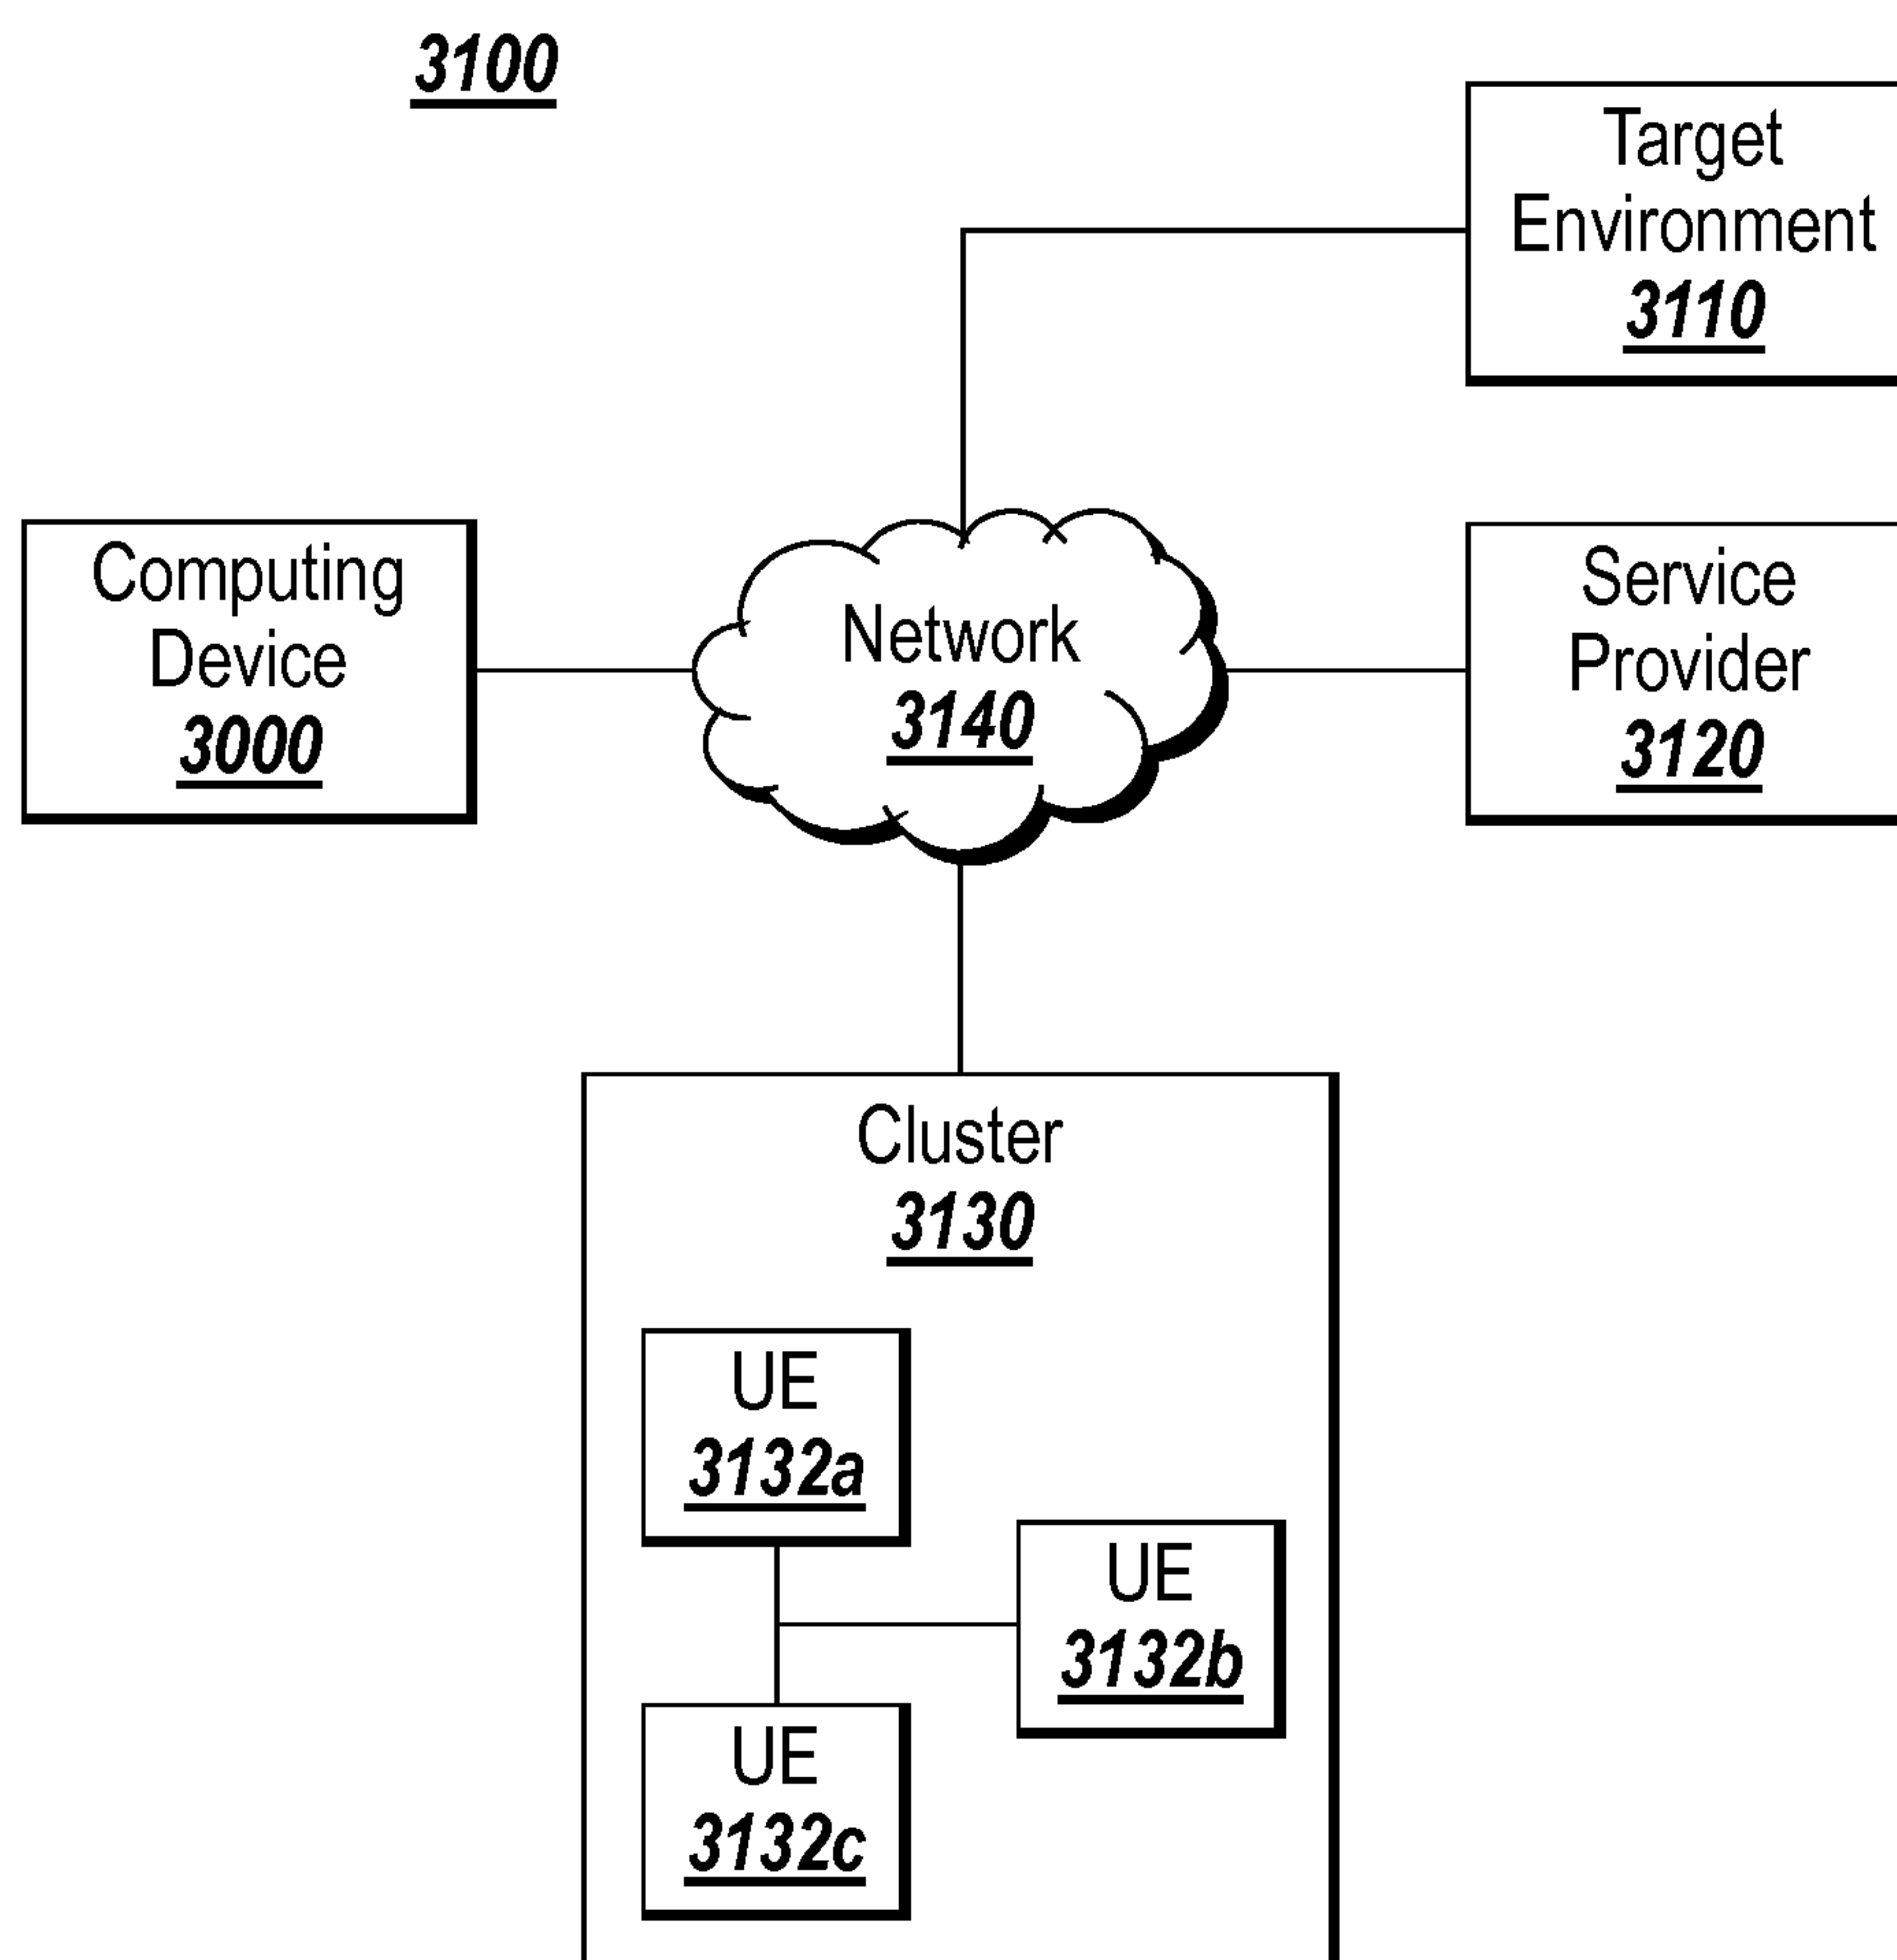 3100
Target
Environment
3110
Computing
Device
3000
Network
3140
Service
Provider
3120
Cluster
3130
UE
3132a
UE
3132b
UE
3132c